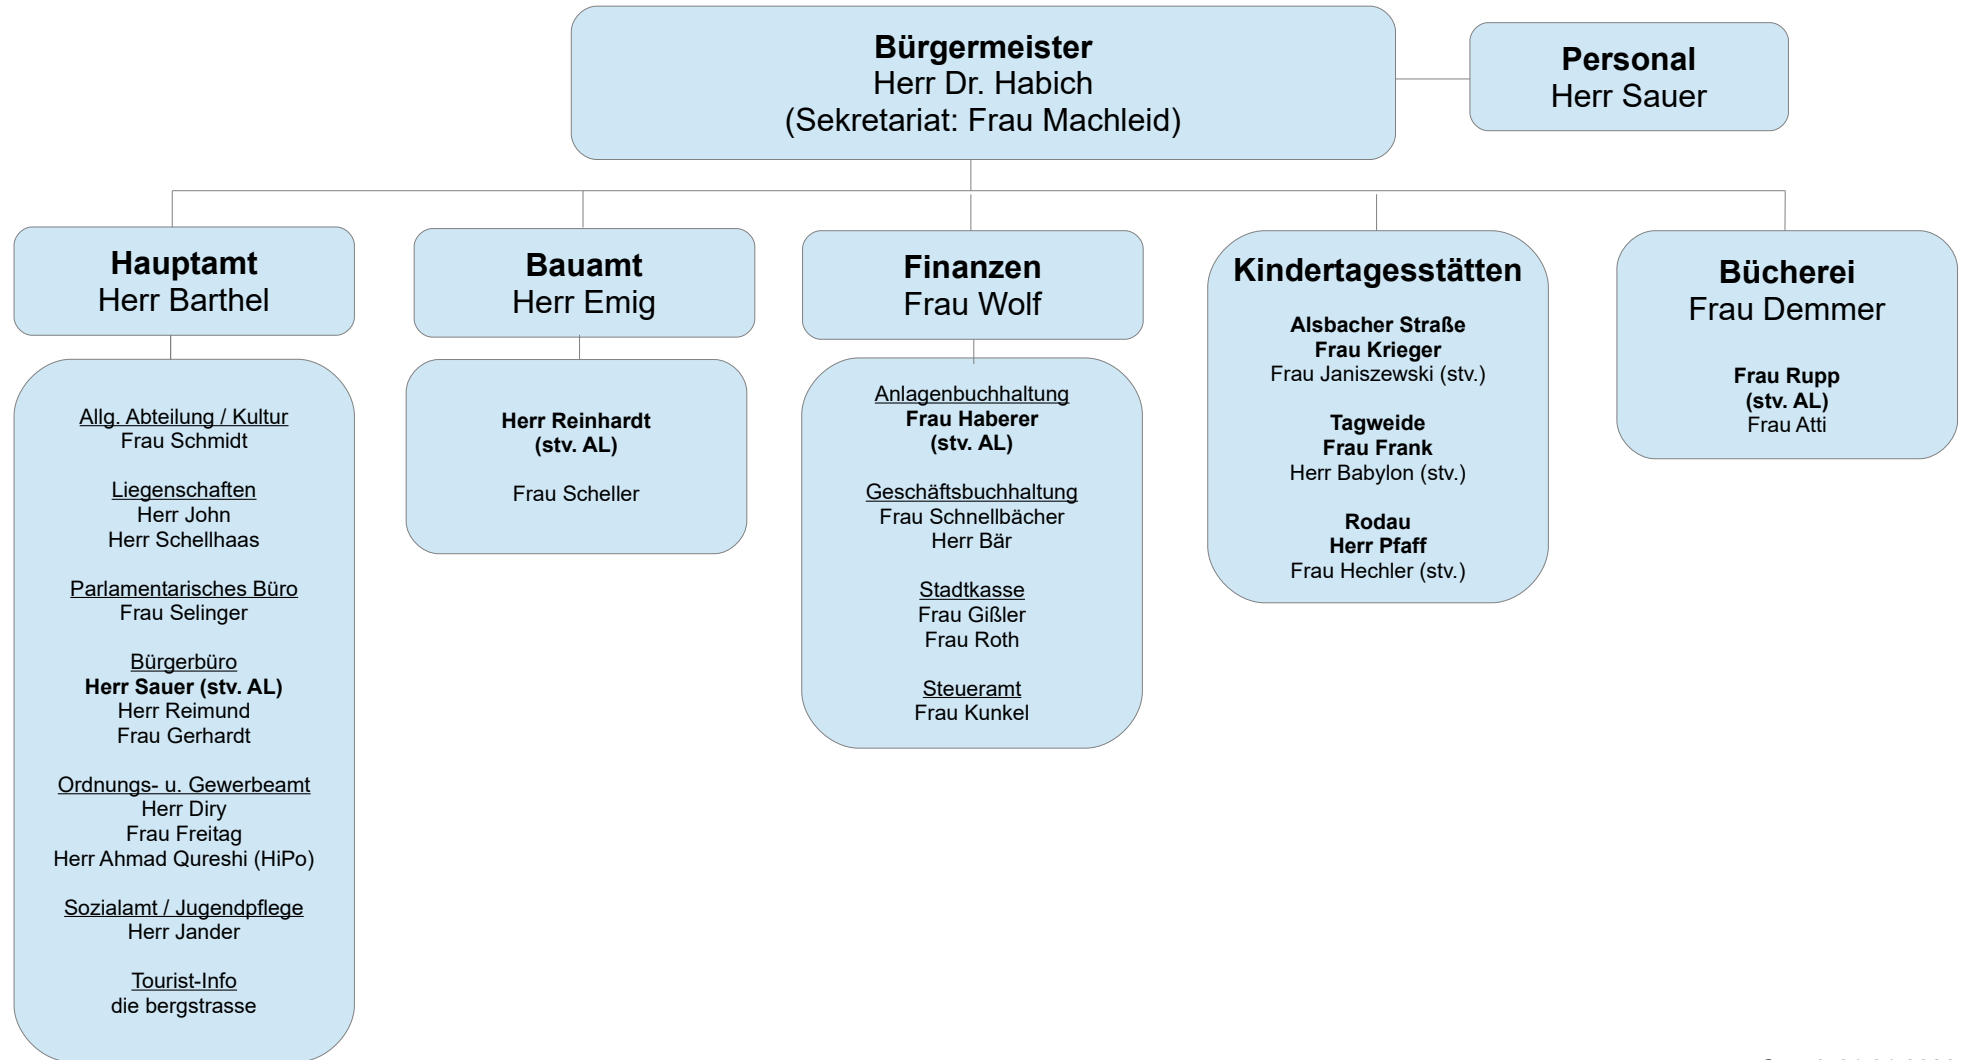 Bürgermeister
Herr Dr. Habich
(Sekretariat: Frau Machleid)
Personal
Herr Sauer
Hauptamt
Herr Barthel
Allg. Abteilung / Kultur
Frau Schmidt
Liegenschaften
Herr John
Herr Schellhaas
Parlamentarisches Büro
Frau Selinger
Bürgerbüro
Herr Sauer (stv. AL)
Herr Reimund
Frau Gerhardt
Ordnungs- u. Gewerbeamt
Herr Diry
Frau Freitag
Herr Ahmad Qureshi (HiPo)
Sozialamt / Jugendpflege
Herr Jander
Tourist-Info
die bergstrasse
Bauamt
Herr Emig
Herr Reinhardt
(stv. AL)
Frau Scheller
Finanzen
Frau Wolf
Anlagenbuchhaltung
Frau Haberer
(stv. AL)
Geschäftsbuchhaltung
Frau Schnellbächer
Herr Bär
Stadtkasse
Frau Gißler
Frau Roth
Steueramt
Frau Kunkel
Kindertagesstätten
Alsbacher Straße
Frau Krieger
Frau Janiszewski (stv.)
Tagweide
Frau Frank
Herr Babylon (stv.)
Rodau
Herr Pfaff
Frau Hechler (stv.)
Bücherei
Frau Demmer
Frau Rupp
(stv. AL)
Frau Atti